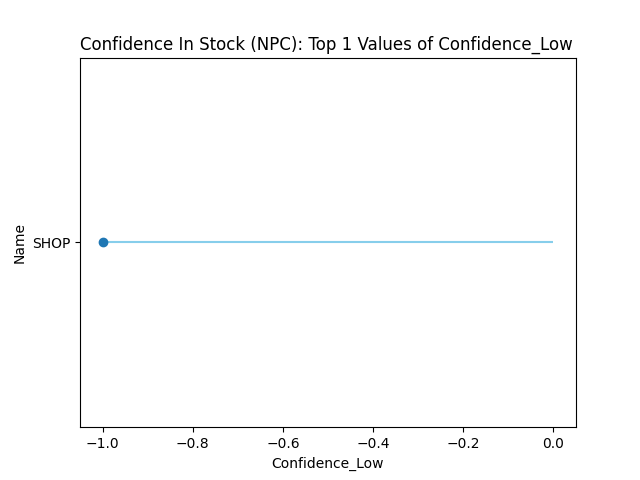 Confidence In Stock (NPC): Top 1 Values of Confidence_Low
Name
SHOP
−1.0 −0.8 −0.6 −0.4 −0.2 0.0
Confidence_Low